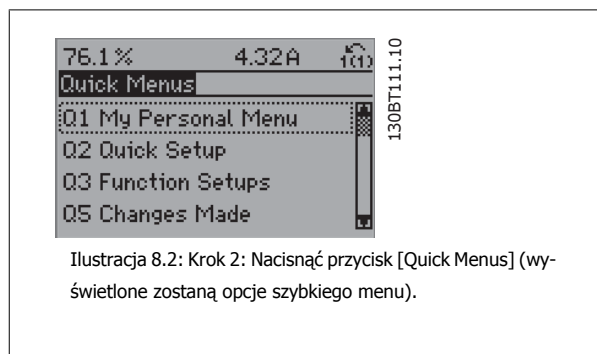 76.1% 4.32A 1(1)
Quick Menus
Q1 My Personal Menu
Q2 Quick Setup
Q3 Function Setups
Q5 Changes Made
130BT111.10
Ilustracja 8.2: Krok 2: Nacisnąć przycisk [Quick Menus] (wy-
świetlone zostaną opcje szybkiego menu).